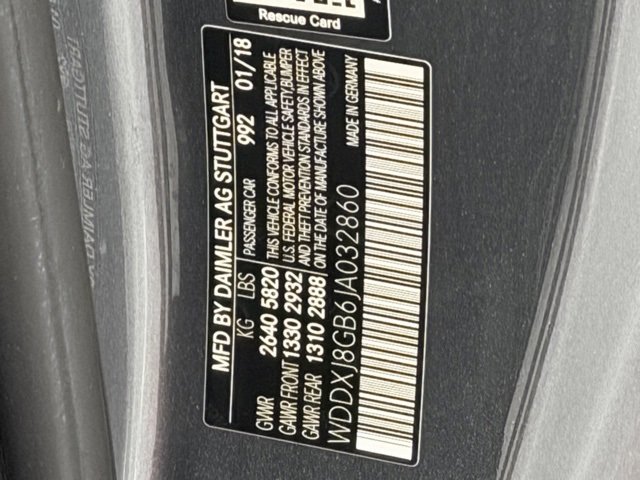 Rescue Card
MFD BY DAIMLER AG STUTTGART
KG LBS PASSENGER CAR 992 01/18
GVWR 2640 5820 THIS VEHICLE CONFORMS TO ALL APPLICABLE
U.S. FEDERAL MOTOR VEHICLE SAFETY,BUMPER
GAWR FRONT 1330 2932 AND THEFT PREVENTION STANDARDS IN EFFECT
GAWR REAR 1310 2888 ON THE DATE OF MANUFACTURE SHOWN ABOVE
WDDXJ8GB6JA032860 MADE IN GERMANY